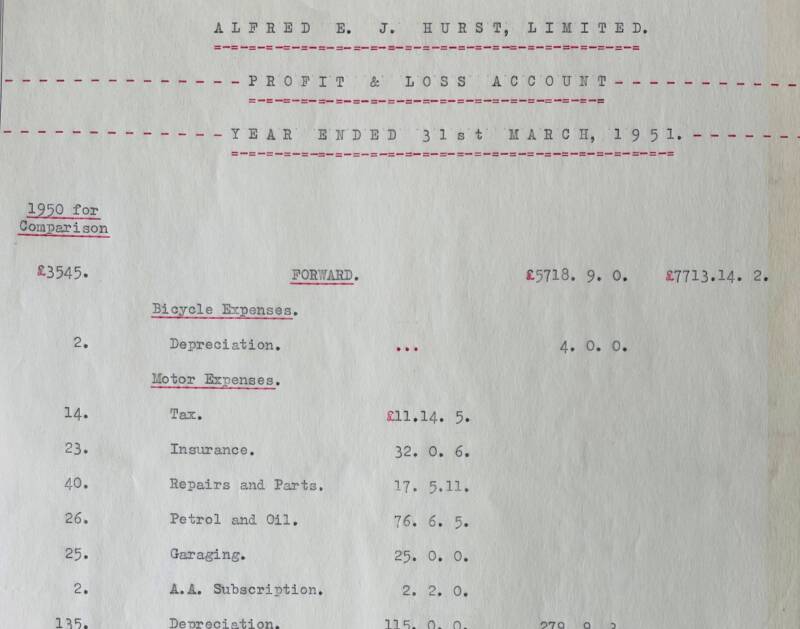 ALFRED E. J. HURST, LIMITED.
PROFIT & LOSS ACCOUNT
YEAR ENDED 31st MARCH, 1951.
1950 for
Comparison
£3545. FORWARD. £5718. 9. 0. £7713.14. 2.
Bicycle Expenses.
2. Depreciation. ... 4. 0. 0.
Motor Expenses.
14. Tax. £11.14. 5.
23. Insurance. 32. 0. 6.
40. Repairs and Parts. 17. 5.11.
26. Petrol and Oil. 76. 6. 5.
25. Garaging. 25. 0. 0.
2. A.A. Subscription. 2. 2. 0.
135. Depreciation. 115. 0. 0. 279. 9. 3.